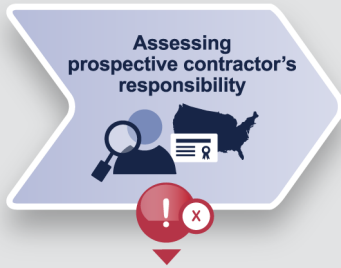 Assessing
prospective contractor's
responsibility
!
X